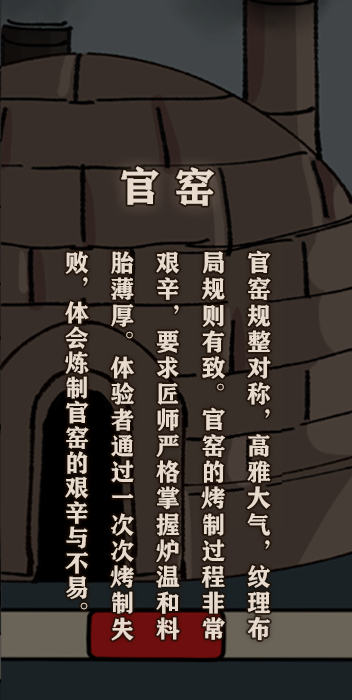 官窑
官窑规整对称，高雅大气，纹理布
局规则有致。官窑的烤制过程非常
艰辛，要求匠师严格掌握炉温和料
胎薄厚。体验者通过一次次烤制失
败，体会炼制官窑的艰辛与不易。